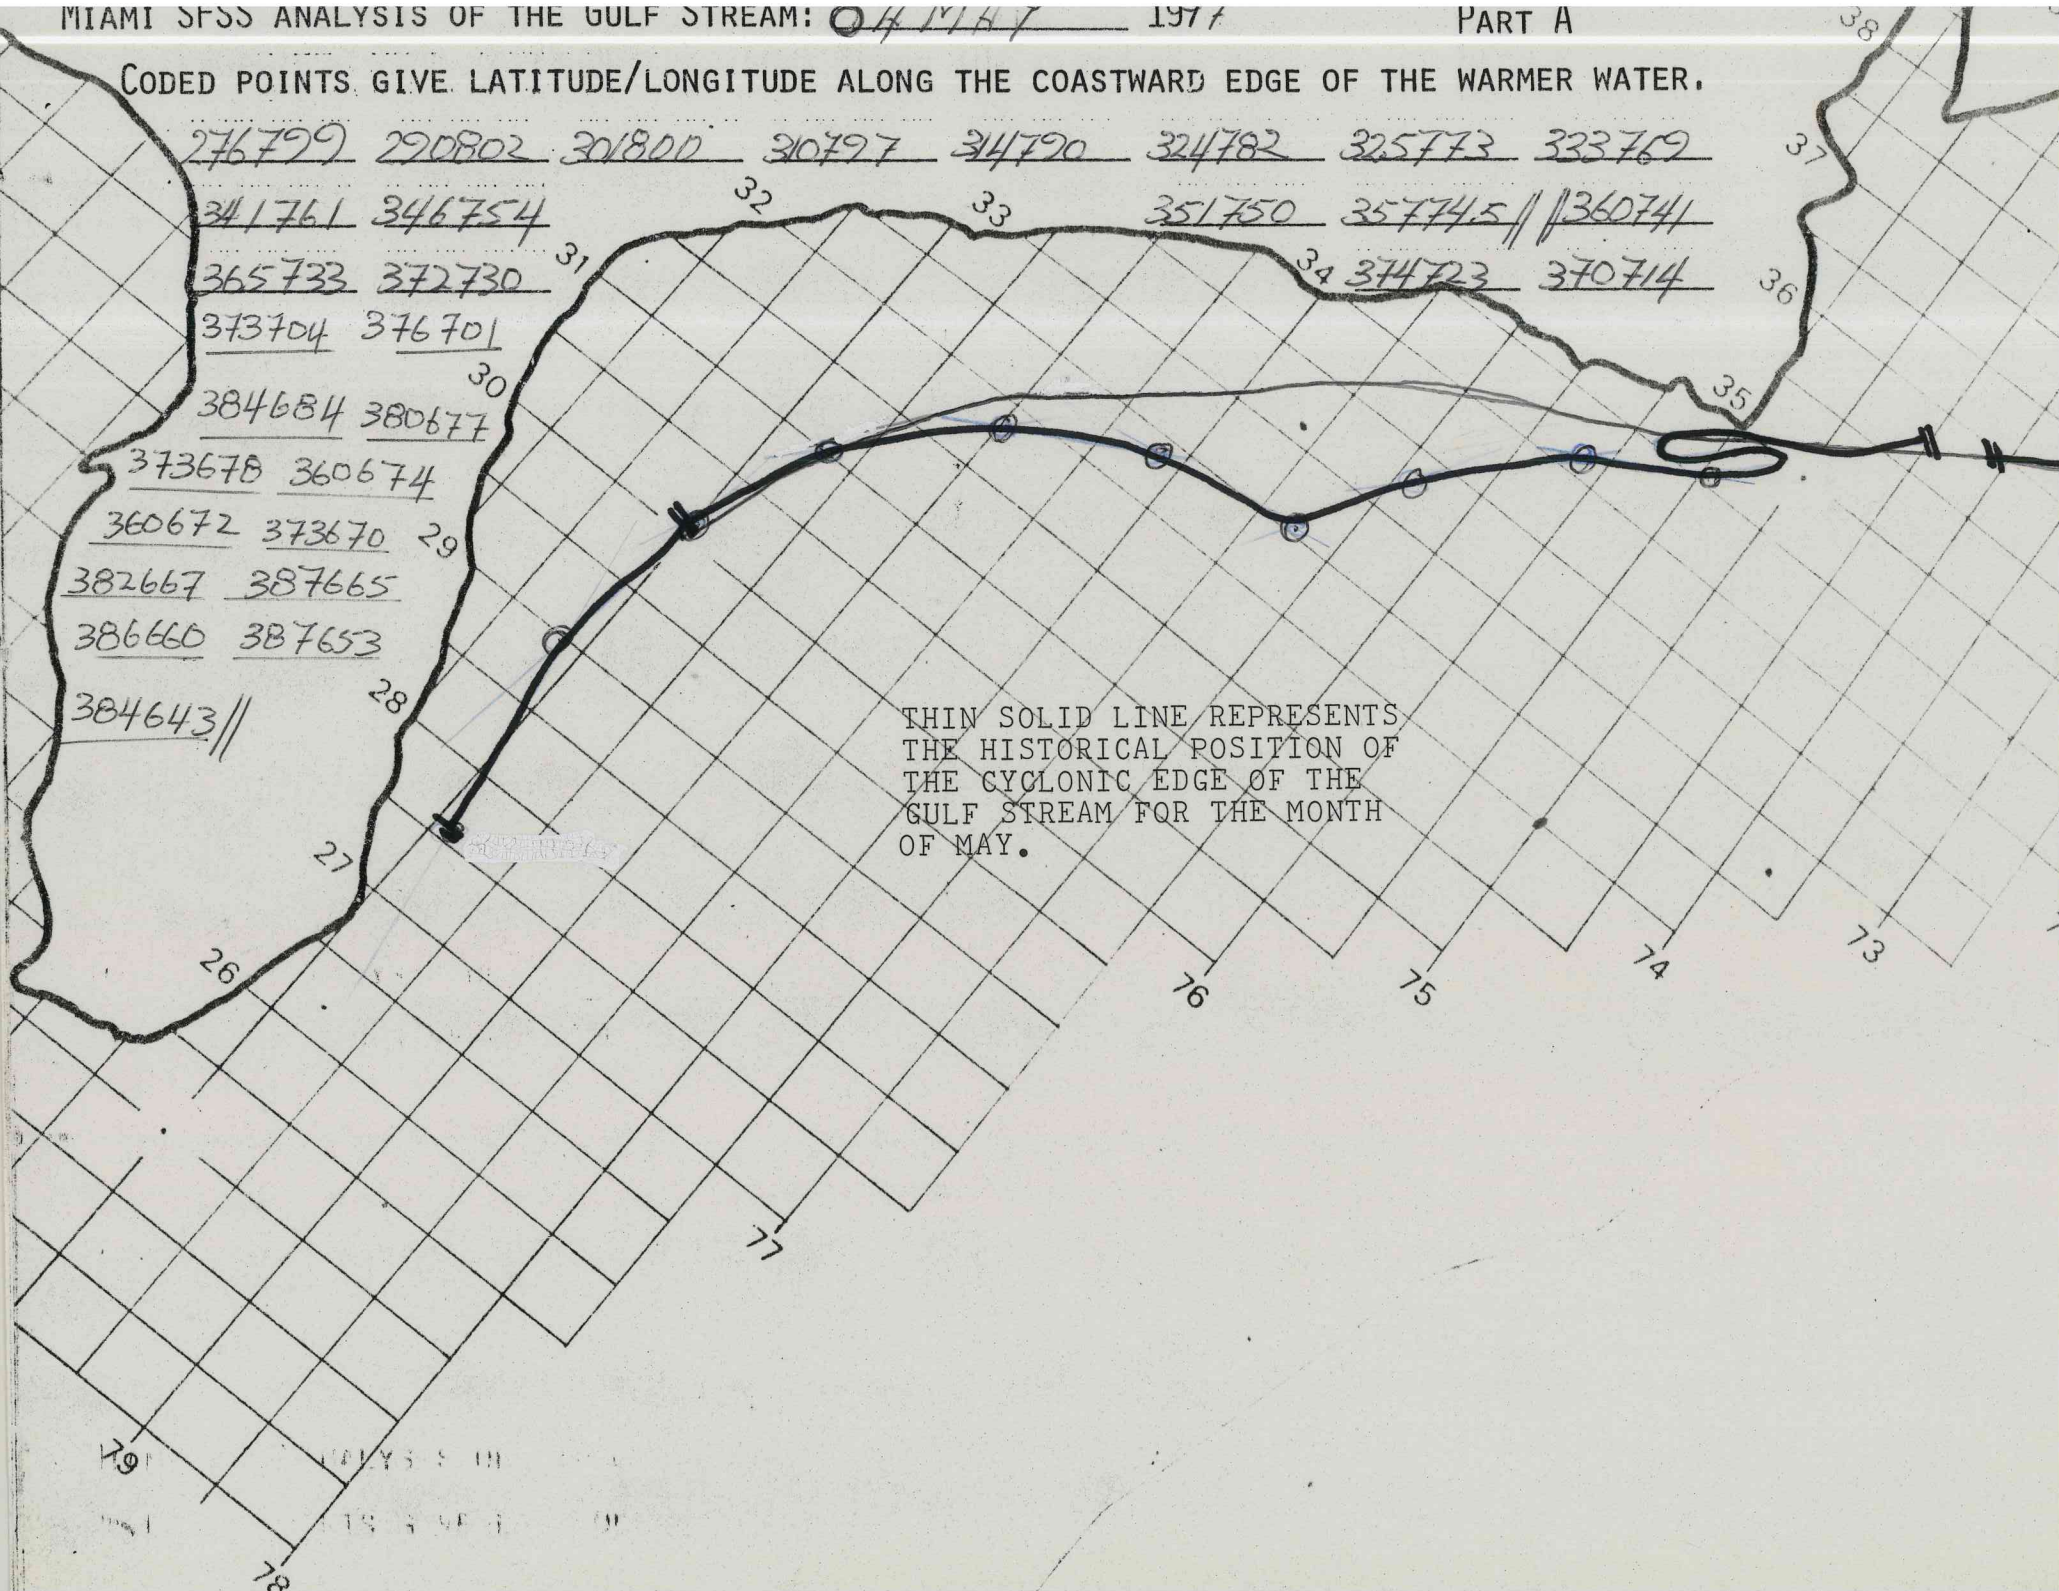 MIAMI SFSS ANALYSIS OF THE GULF STREAM: 04 MAY 1977 PART A
CODED POINTS GIVE LATITUDE/LONGITUDE ALONG THE COASTWARD EDGE OF THE WARMER WATER.
276799 290802 301800 310797 314790 324782 325773 333769
341761 346754 351750 357745// //360741
365733 372730 374723 370714
373704 376701
384684 380677
373678 360674
360672 373670
382667 387665
386660 387653
384643//
38
37
36
35
34
33
32
31
30
29
28
27
26
THIN SOLID LINE REPRESENTS
THE HISTORICAL POSITION OF
THE CYCLONIC EDGE OF THE
GULF STREAM FOR THE MONTH
OF MAY.
73
74
75
76
77
78
79